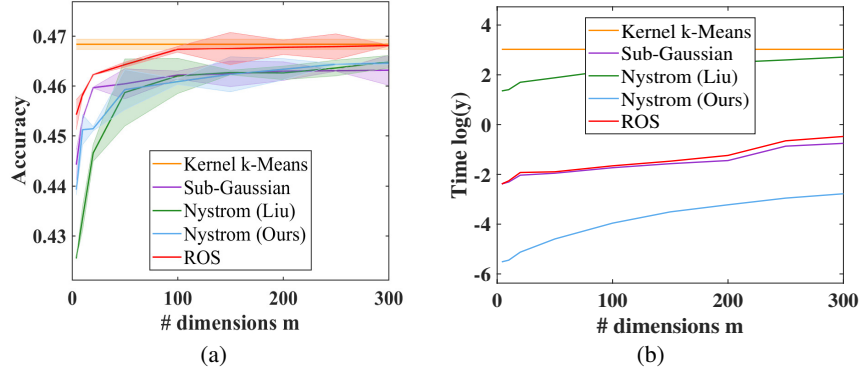 0.47
0.46
0.45
0.44
0.43
Accuracy
Kernel k-Means
Sub-Gaussian
Nystrom (Liu)
Nystrom (Ours)
ROS
0 100 200 300
# dimensions m
(a)
4
2
0
-2
-4
-6
Time log(y)
Kernel k-Means
Sub-Gaussian
Nystrom (Liu)
Nystrom (Ours)
ROS
0 100 200 300
# dimensions m
(b)